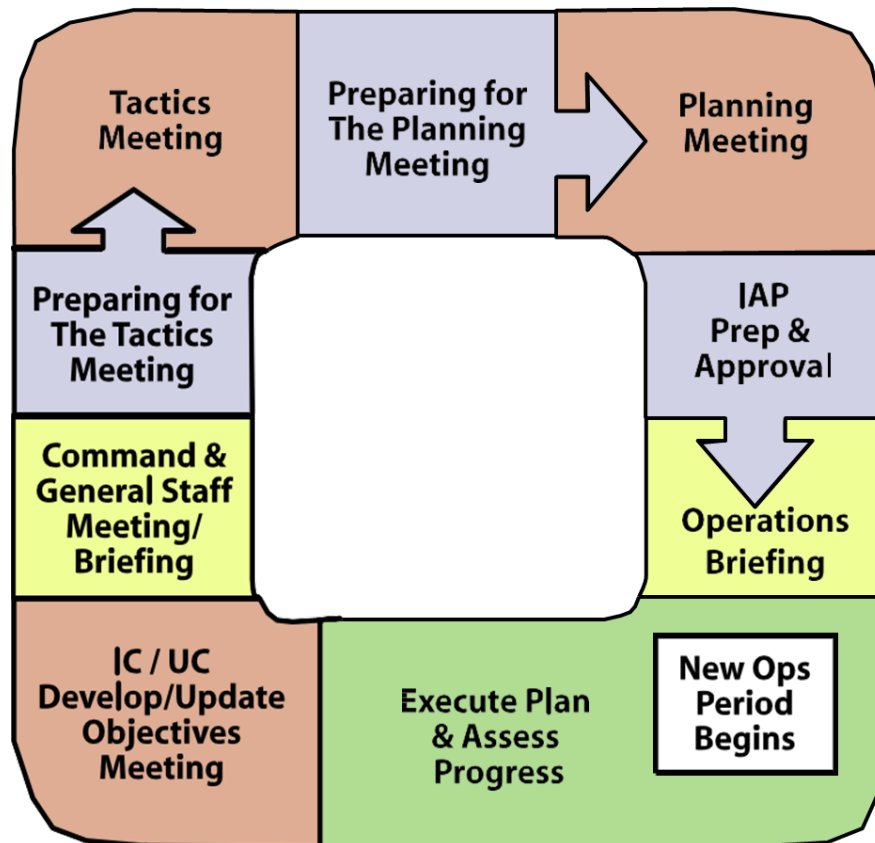 Tactics
Meeting
Preparing for
The Planning
Meeting
Planning
Meeting
Preparing for
The Tactics
Meeting
IAP
Prep &
Approval
Command &
General Staff
Meeting/
Briefing
Operations
Briefing
IC / UC
Develop/Update
Objectives
Meeting
Execute Plan
& Assess
Progress
New Ops
Period
Begins